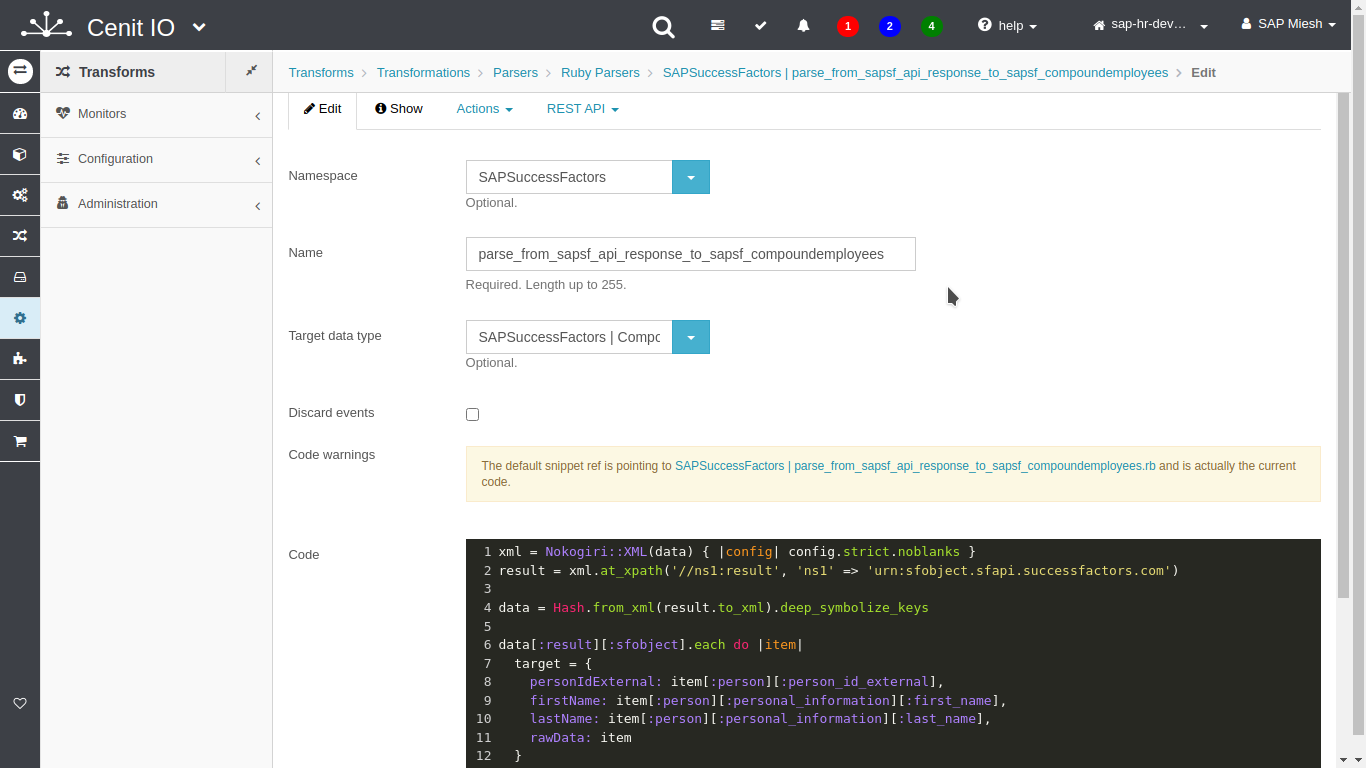 Cenit IO
1
2
4
help
sap-hr-dev...
SAP Miesh
Transforms
Transforms
Transformations
Parsers
Ruby Parsers
SAPSuccessFactors | parse_from_sapsf_api_response_to_sapsf_compoundemployees
Edit
Monitors
Configuration
Administration
Edit
Show
Actions
REST API
Namespace
SAPSuccessFactors
Optional.
Name
parse_from_sapsf_api_response_to_sapsf_compoundemployees
Required. Length up to 255.
Target data type
SAPSuccessFactors | Compo
Optional.
Discard events
Code warnings
The default snippet ref is pointing to SAPSuccessFactors | parse_from_sapsf_api_response_to_sapsf_compoundemployees.rb and is actually the current
code.
Code
1 xml = Nokogiri::XML(data) { |config| config.strict.noblanks }
2 result = xml.at_xpath('//ns1:result', 'ns1' => 'urn:sfobject.sfapi.successfactors.com')
3
4 data = Hash.from_xml(result.to_xml).deep_symbolize_keys
5
6 data[:result][:sfobject].each do |item|
7 target = {
8 personIdExternal: item[:person][:person_id_external],
9 firstName: item[:person][:personal_information][:first_name],
10 lastName: item[:person][:personal_information][:last_name],
11 rawData: item
12 }